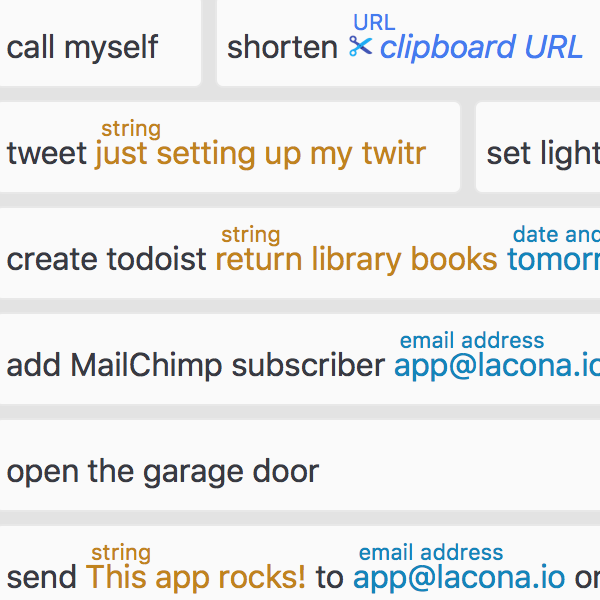 URL
call myself shorten clipboard URL
string
tweet just setting up my twitr set light
string date and
create todoist return library books tomorr
email address
add MailChimp subscriber app@lacona.io
open the garage door
string email address
send This app rocks! to app@lacona.io on